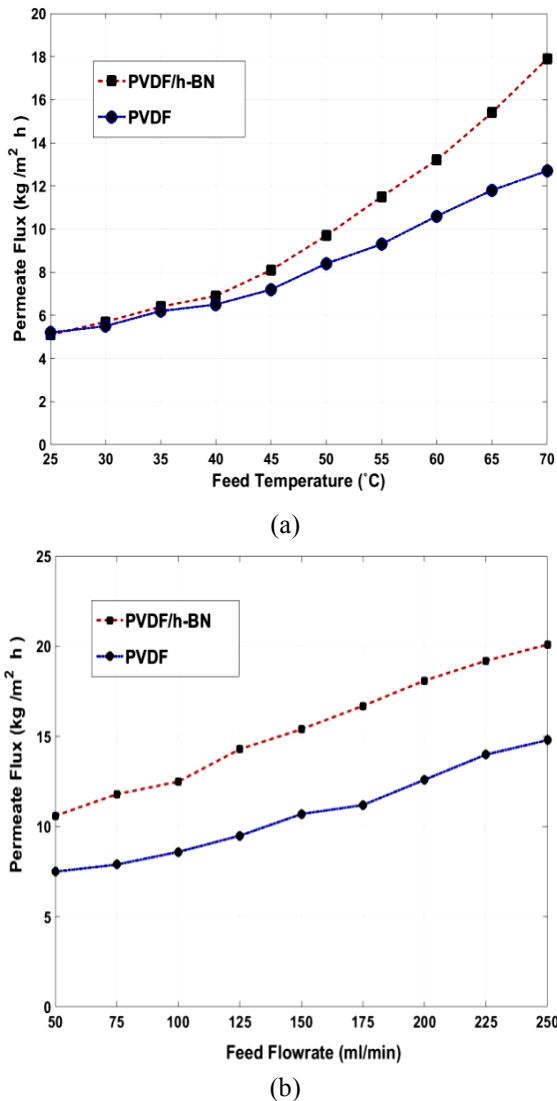 20
18
16
14
12
10
8
6
4
2
0
Permeate Flux (kg /m² h )
PVDF/h-BN
PVDF
25 30 35 40 45 50 55 60 65 70
Feed Temperature (˚C)
(a)
25
20
15
10
5
0
Permeate Flux (kg /m² h )
PVDF/h-BN
PVDF
50 75 100 125 150 175 200 225 250
Feed Flowrate (ml/min)
(b)